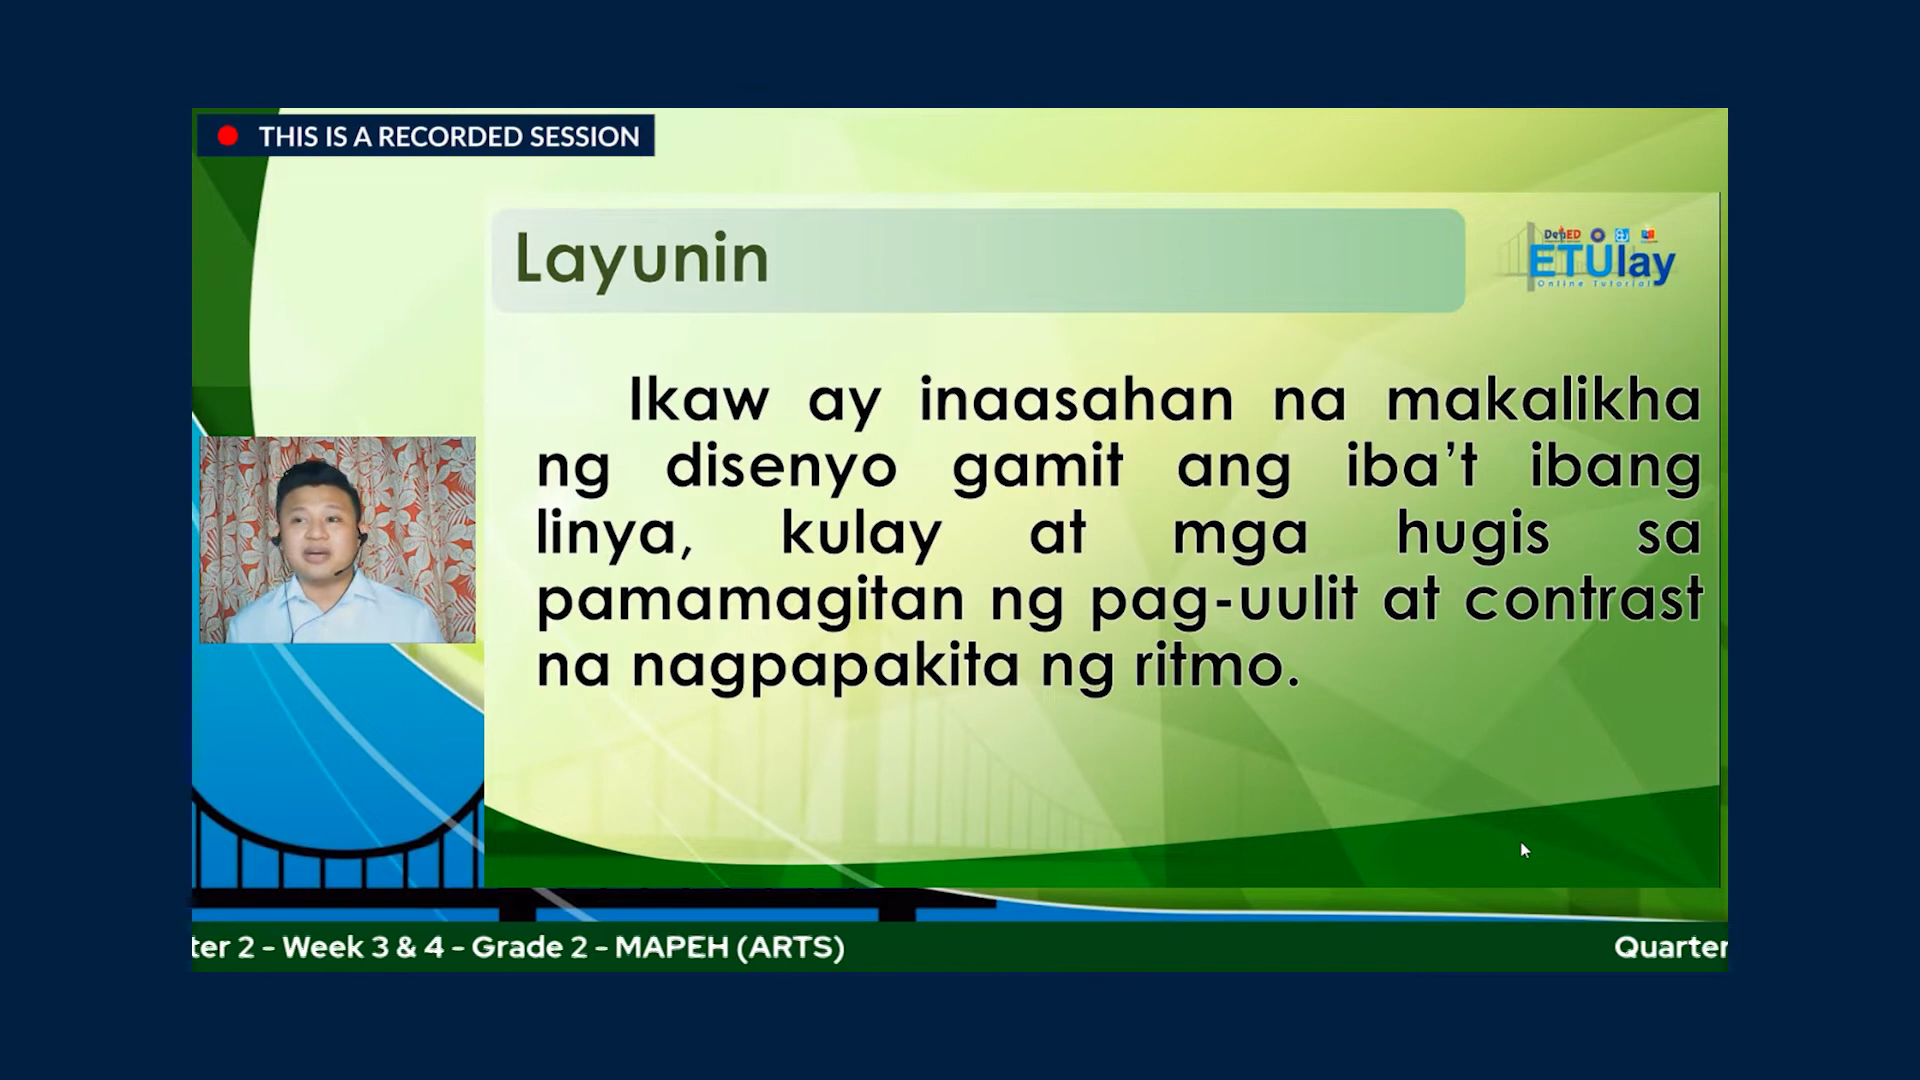 THIS IS A RECORDED SESSION
Layunin
DepED
ETUlay
Online Tutorial
Ikaw ay inaasahan na makalikha
ng disenyo gamit ang iba’t ibang
linya, kulay at mga hugis sa
pamamagitan ng pag-uulit at contrast
na nagpapakita ng ritmo.
ter 2 - Week 3 & 4 - Grade 2 - MAPEH (ARTS)
Quarter